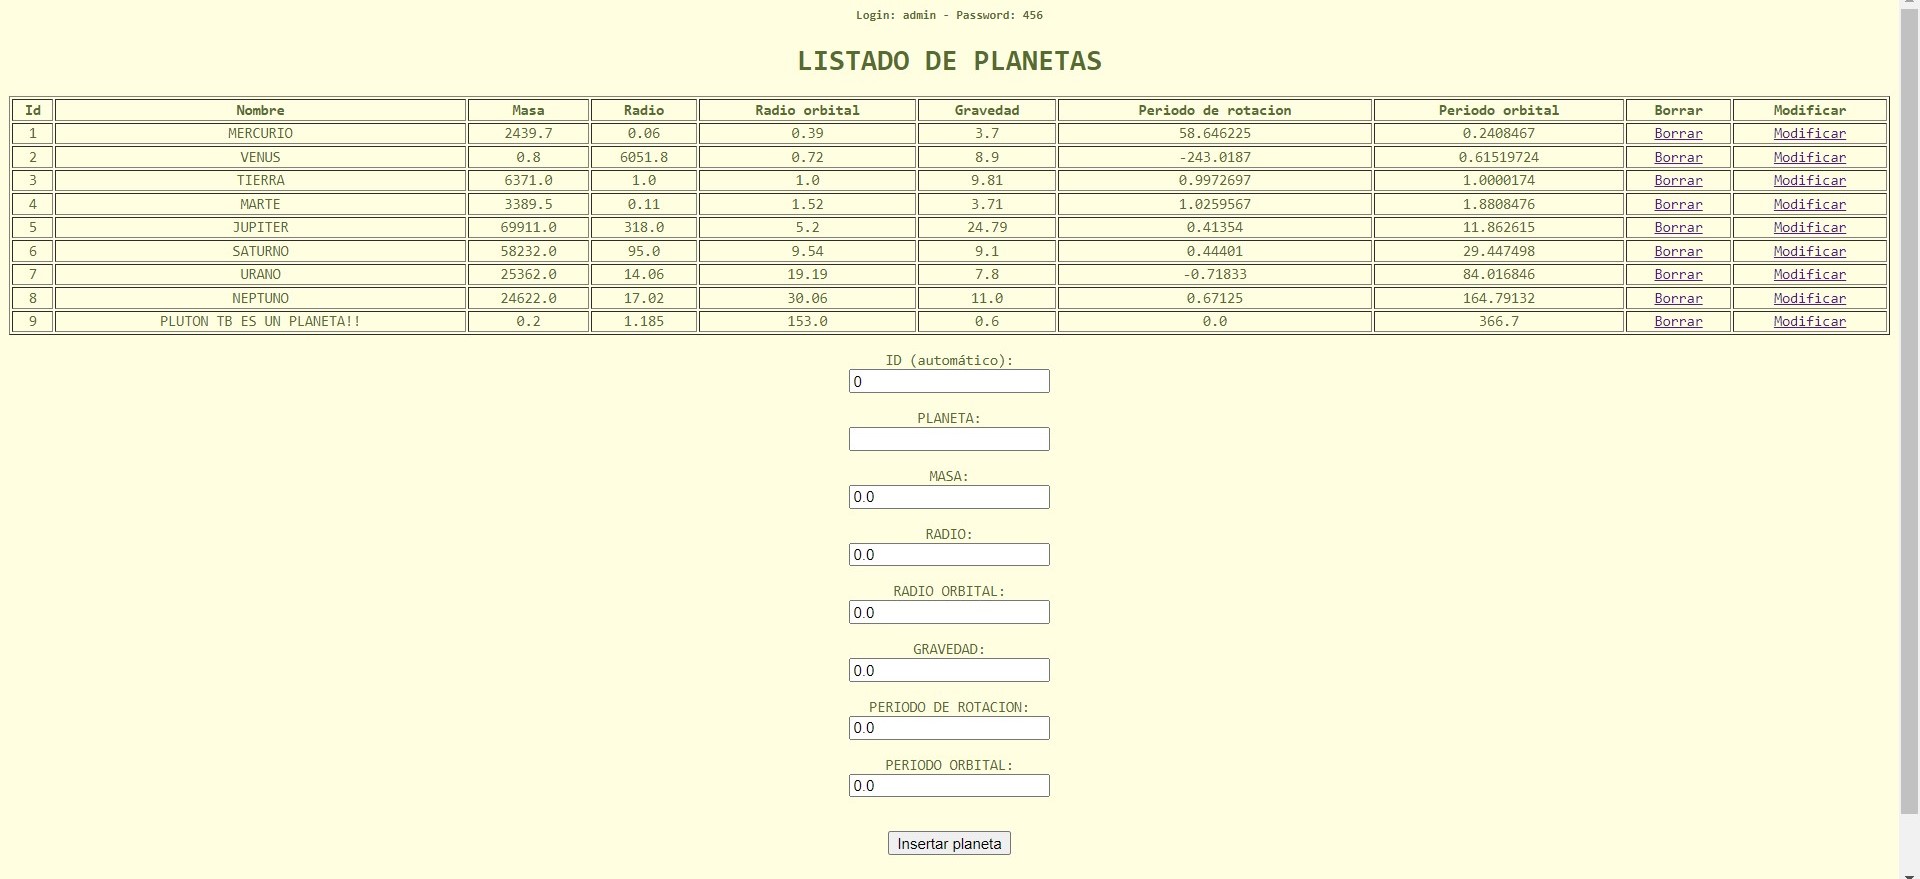 Login: admin - Password: 456
LISTADO DE PLANETAS
Id Nombre Masa Radio Radio orbital Gravedad Periodo de rotacion Periodo orbital Borrar Modificar
1 MERCURIO 2439.7 0.06 0.39 3.7 58.646225 0.2408467 Borrar Modificar
2 VENUS 0.8 6051.8 0.72 8.9 -243.0187 0.61519724 Borrar Modificar
3 TIERRA 6371.0 1.0 1.0 9.81 0.9972697 1.0000174 Borrar Modificar
4 MARTE 3389.5 0.11 1.52 3.71 1.0259567 1.8808476 Borrar Modificar
5 JUPITER 69911.0 318.0 5.2 24.79 0.41354 11.862615 Borrar Modificar
6 SATURNO 58232.0 95.0 9.54 9.1 0.44401 29.447498 Borrar Modificar
7 URANO 25362.0 14.06 19.19 7.8 -0.71833 84.016846 Borrar Modificar
8 NEPTUNO 24622.0 17.02 30.06 11.0 0.67125 164.79132 Borrar Modificar
9 PLUTON TB ES UN PLANETA!! 0.2 1.185 153.0 0.6 0.0 366.7 Borrar Modificar
ID (automático):
0
PLANETA:
MASA:
0.0
RADIO:
0.0
RADIO ORBITAL:
0.0
GRAVEDAD:
0.0
PERIODO DE ROTACION:
0.0
PERIODO ORBITAL:
0.0
Insertar planeta